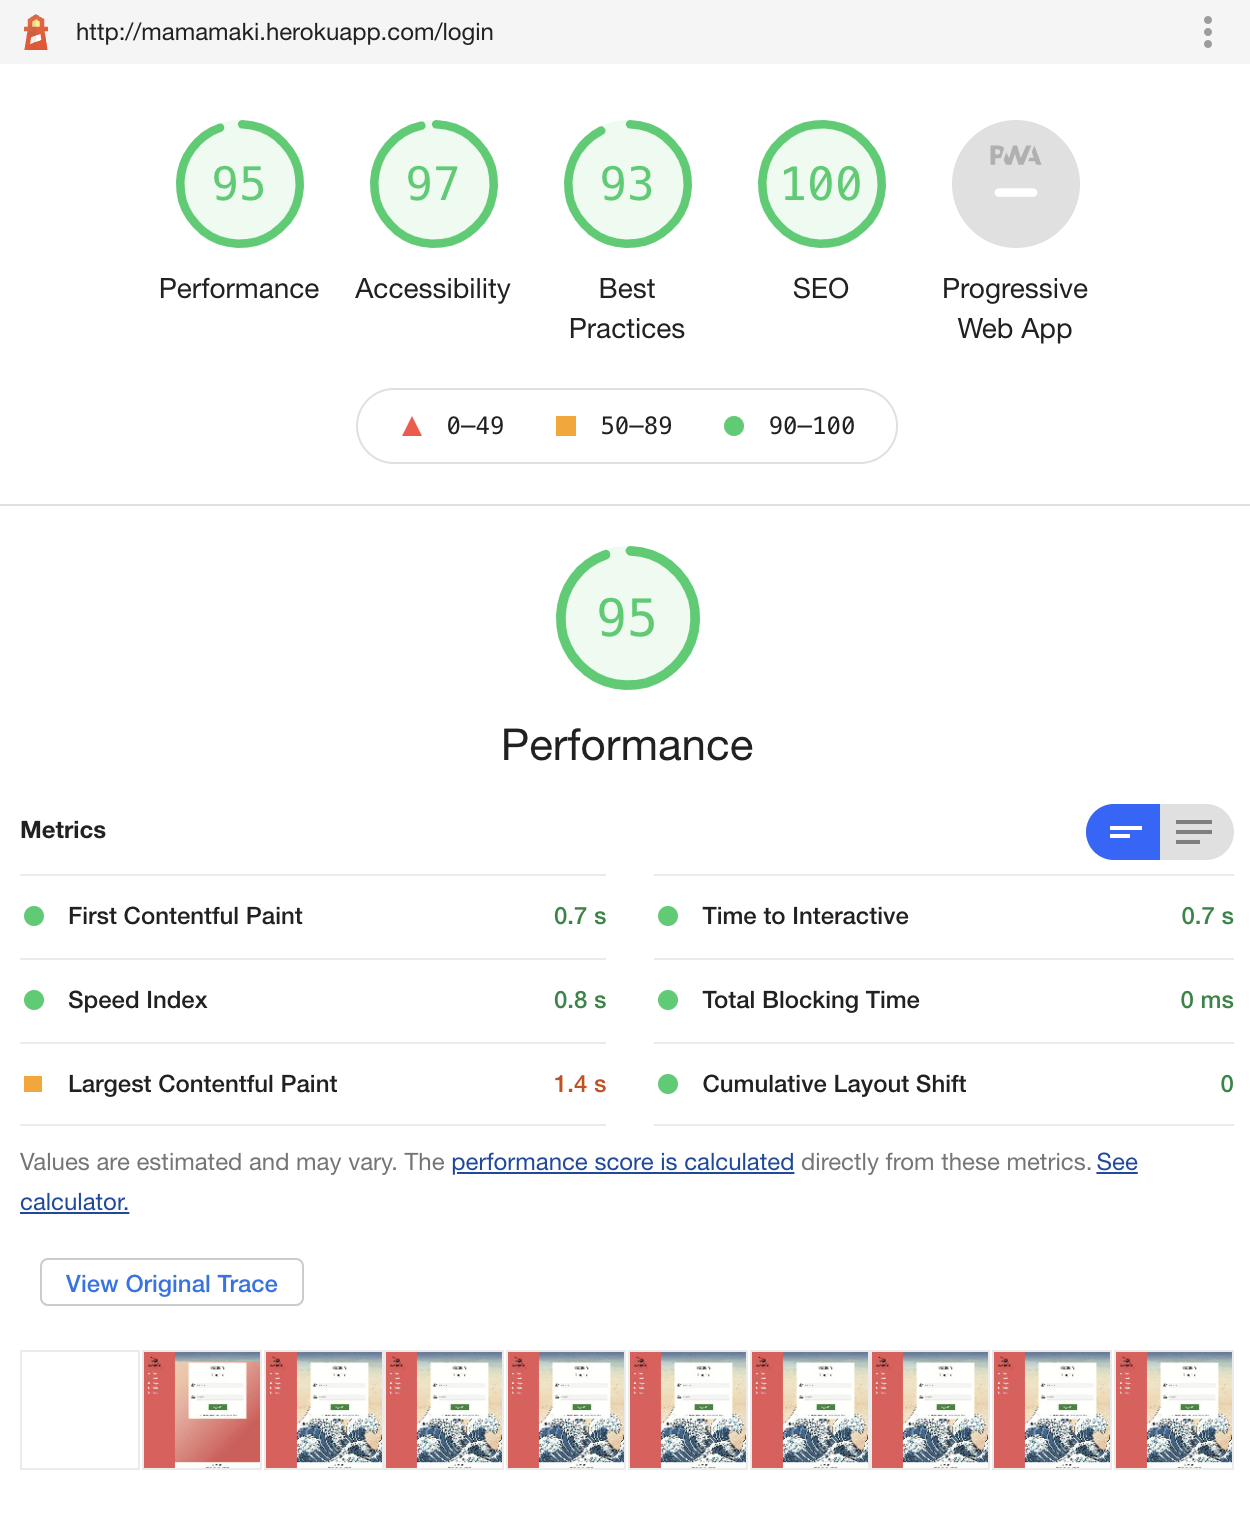 http://mamamaki.herokuapp.com/login
95
97
93
100
PWA
Performance
Accessibility
Best
Practices
SEO
Progressive
Web App
0–49
50–89
90–100
95
Performance
Metrics
First Contentful Paint 0.7 s
Time to Interactive 0.7 s
Speed Index 0.8 s
Total Blocking Time 0 ms
Largest Contentful Paint 1.4 s
Cumulative Layout Shift 0
Values are estimated and may vary. The performance score is calculated directly from these metrics. See
calculator.
View Original Trace